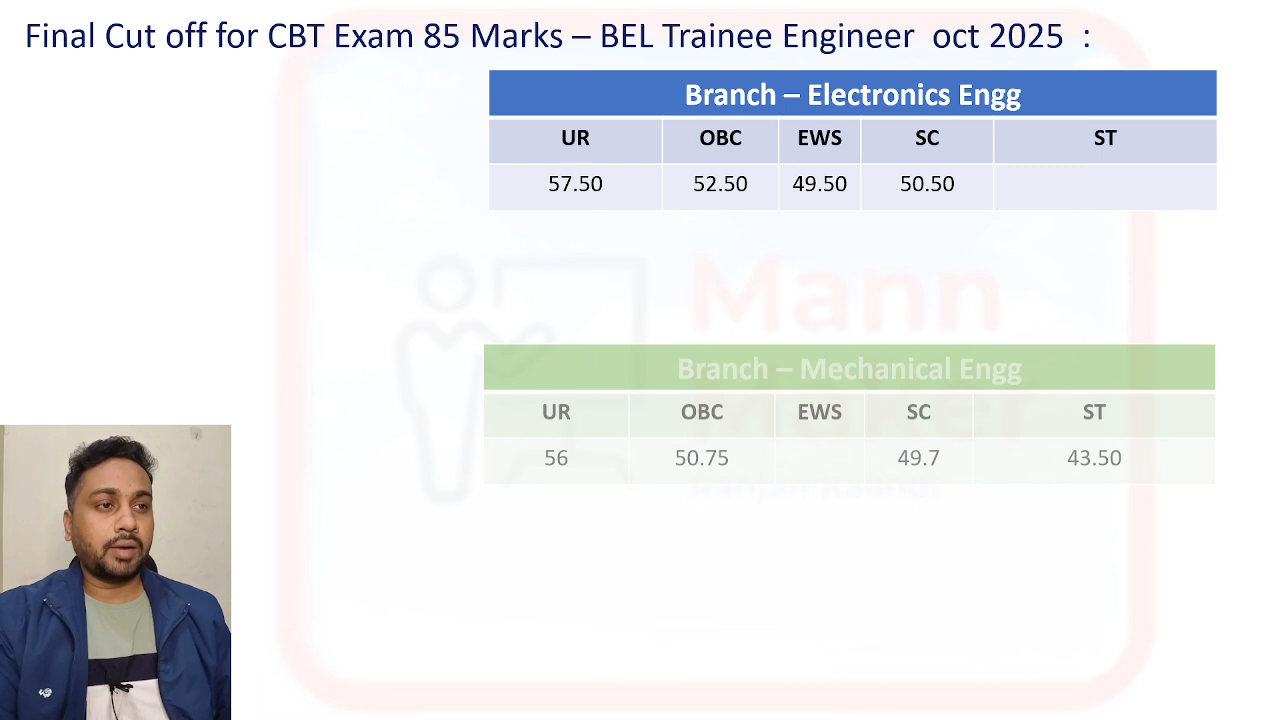 Final Cut off for CBT Exam 85 Marks – BEL Trainee Engineer oct 2025 :
Branch – Electronics Engg
UR OBC EWS SC ST
57.50 52.50 49.50 50.50
Mann
Branch – Mechanical Engg
UR OBC EWS SC ST
56 50.75 49.7 43.50